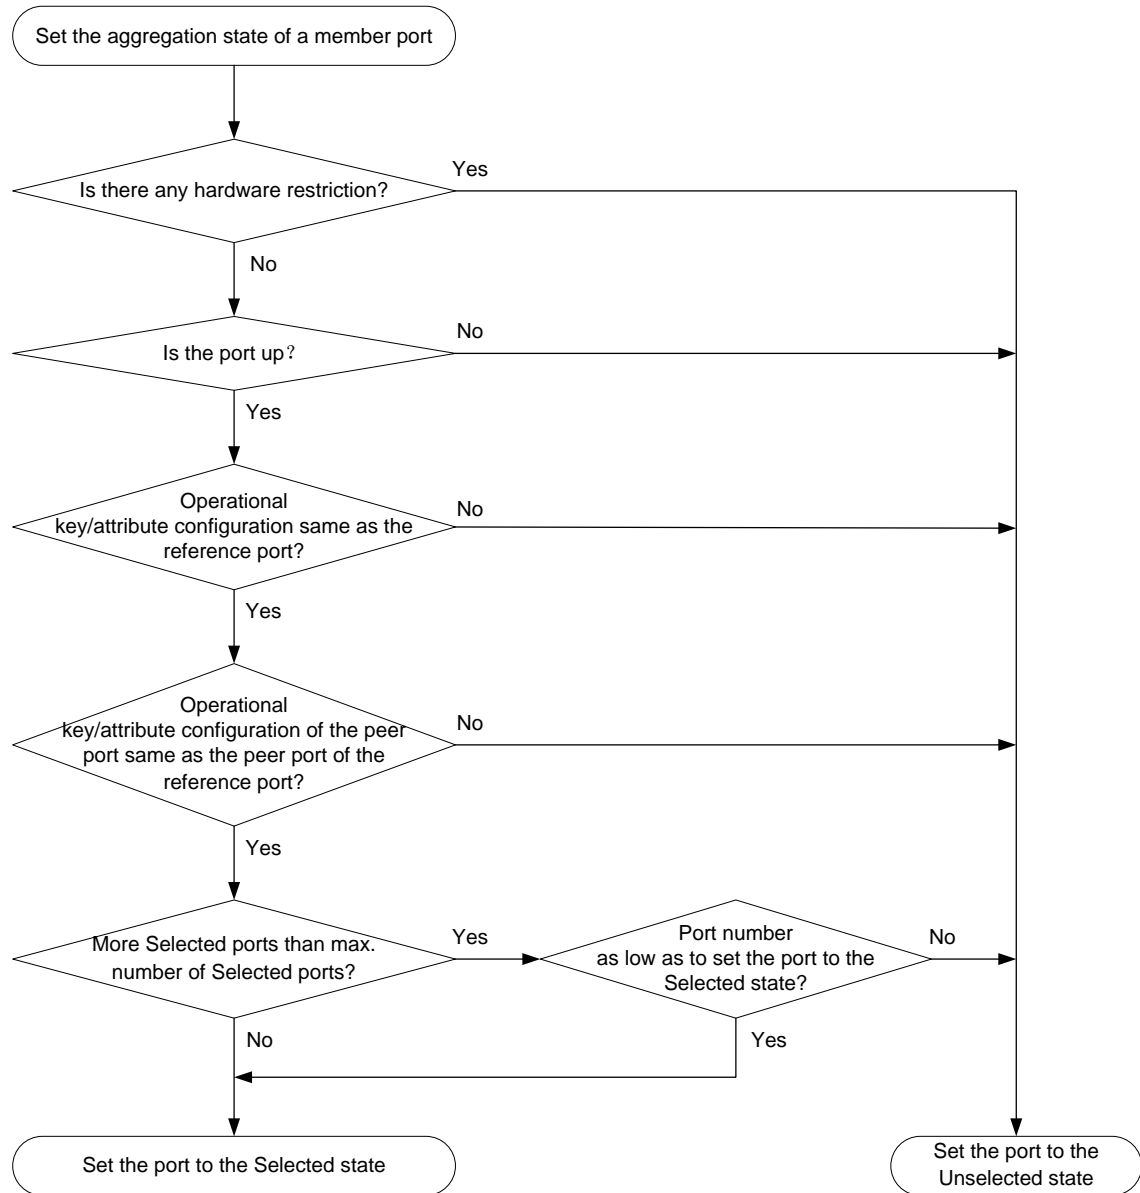 Set the aggregation state of a member port
Is there any hardware restriction?
Yes
No
Is the port up?
No
Yes
Operational
key/attribute configuration same as the
reference port?
No
Yes
Operational
key/attribute configuration of the peer
port same as the peer port of the
reference port?
No
Yes
More Selected ports than max.
number of Selected ports?
Yes
Port number
as low as to set the port to the
Selected state?
No
No
Yes
Set the port to the Selected state
Set the port to the
Unselected state